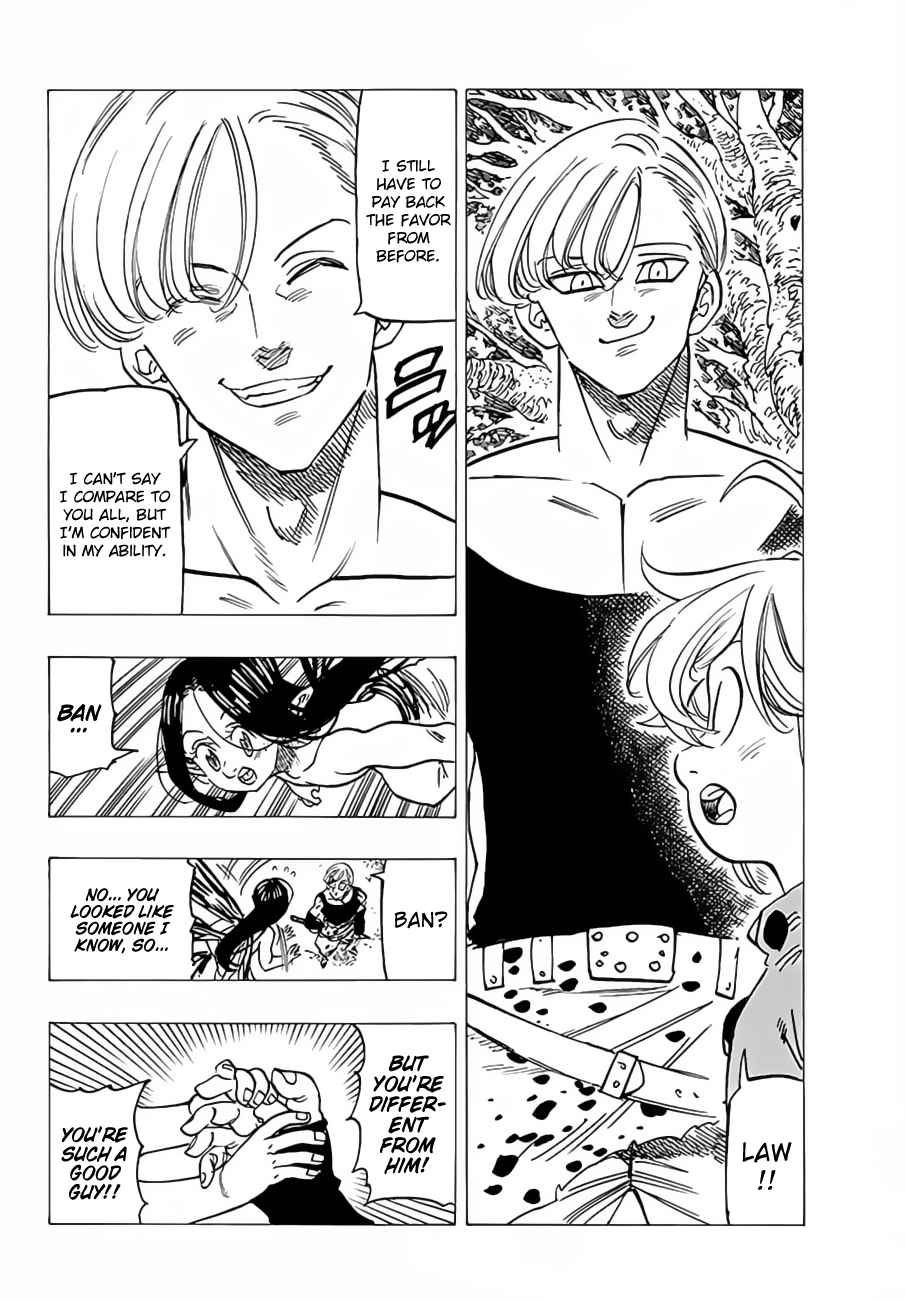 LAW
!!
I STILL
HAVE TO
PAY BACK
THE FAVOR
FROM
BEFORE.
I CAN'T SAY
I COMPARE TO
YOU ALL, BUT
I'M CONFIDENT
IN MY ABILITY.
BAN
...
BAN?
NO... YOU
LOOKED LIKE
SOMEONE I
KNOW, SO...
BUT
YOU'RE
DIFFER-
ENT
FROM
HIM!
YOU'RE
SUCH A
GOOD
GUY!!